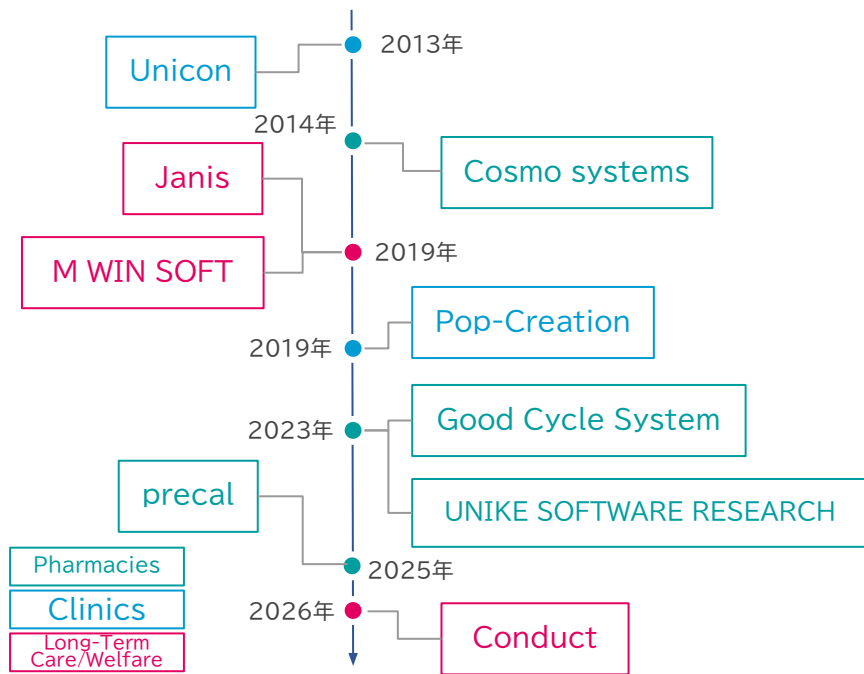 2013年
Unicon
2014年
Cosmo systems
Janis
2019年
M WIN SOFT
Pop-Creation
2019年
Good Cycle System
2023年
precal
UNIKE SOFTWARE RESEARCH
Pharmacies
2025年
Clinics
2026年
Long-Term
Care/Welfare
Conduct